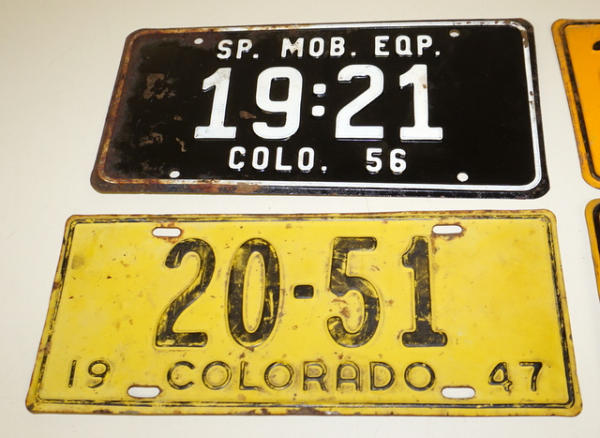 SP. MOB. EQP.
19:21
COLO. 56
20-51
19 COLORADO 47